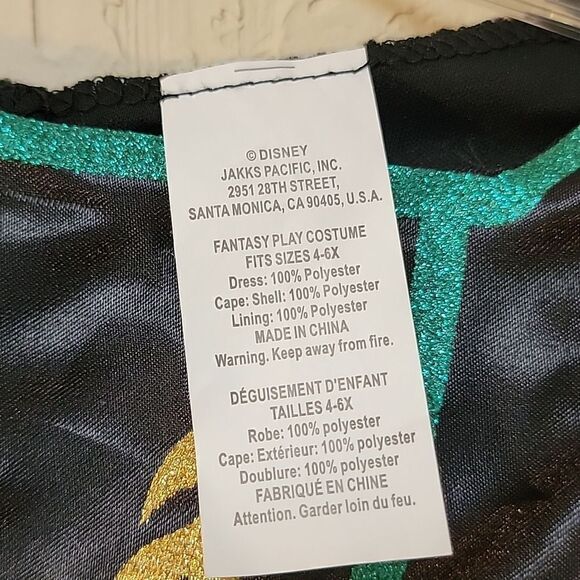 © DISNEY
JAKKS PACIFIC, INC.
2951 28TH STREET,
SANTA MONICA, CA 90405, U.S.A.
FANTASY PLAY COSTUME
FITS SIZES 4-6X
Dress: 100% Polyester
Cape: Shell: 100% Polyester
Lining: 100% Polyester
MADE IN CHINA
Warning. Keep away from fire.
DÉGUISEMENT D'ENFANT
TAILLES 4-6X
Robe: 100% polyester
Cape: Extérieur: 100% polyester
Doublure: 100% polyester
FABRIQUÉ EN CHINE
Attention. Garder loin du feu.